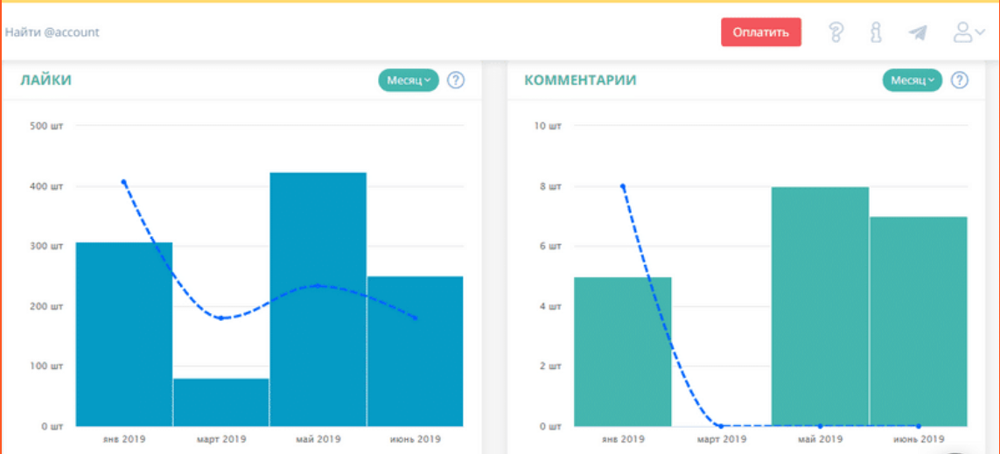 Найти @account
Оплатить
ЛАЙКИ
Месяц
?
500 шт
400 шт
300 шт
200 шт
100 шт
0 шт
янв 2019 март 2019 май 2019 июнь 2019
КОММЕНТАРИИ
Месяц
?
10 шт
8 шт
6 шт
4 шт
2 шт
0 шт
янв 2019 март 2019 май 2019 июнь 2019